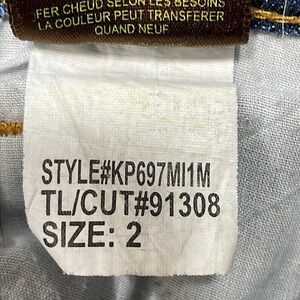 FER CHEUD SELON LES BESOINS
LA COULEUR PEUT TRANSFERER
QUAND NEUF
STYLE#KP697MI1M
TL/CUT#91308
SIZE: 2